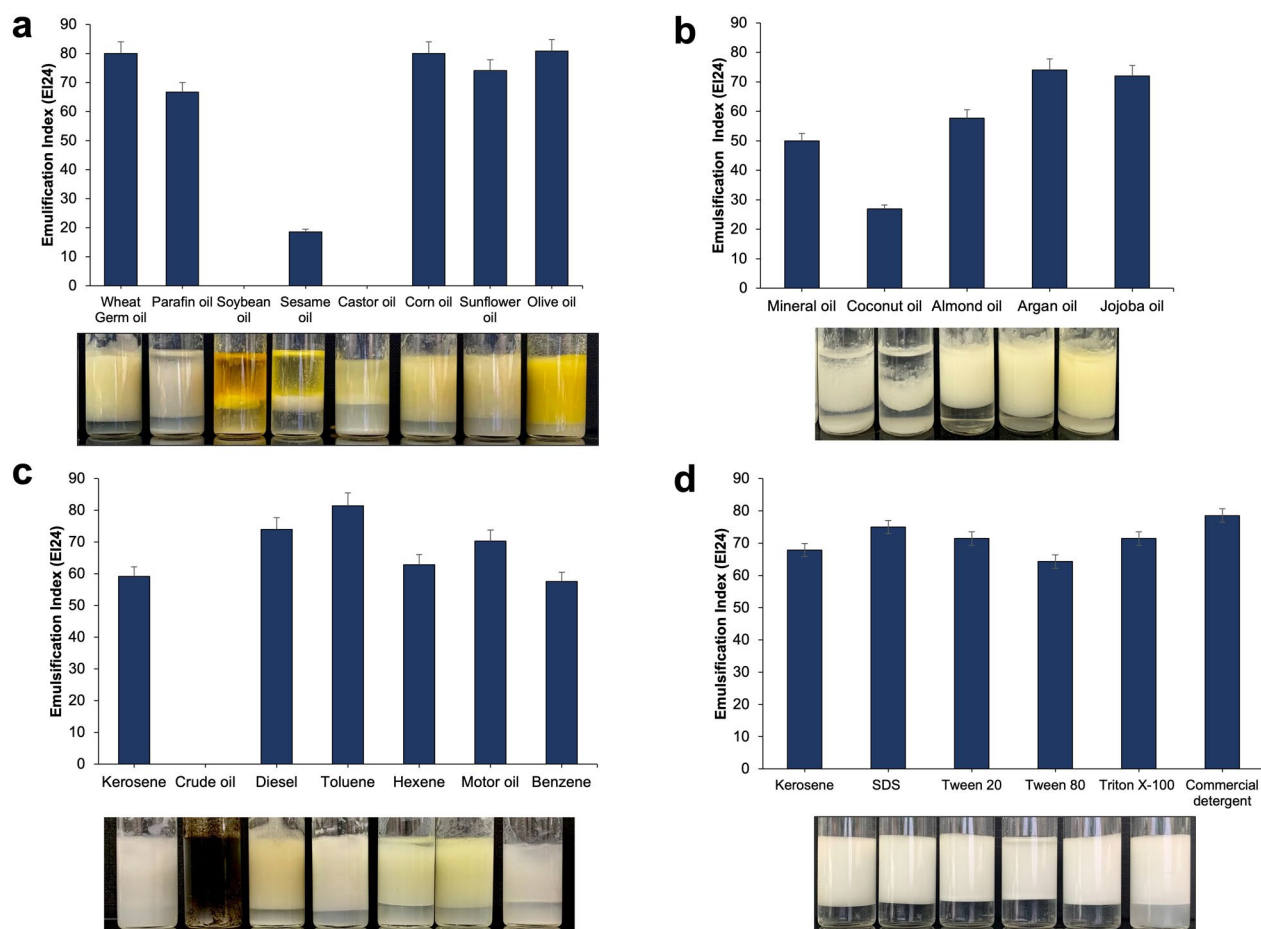 a
Emulification Index (EI24)
90
80
70
60
50
40
30
20
10
0
Wheat Germ oil
Parafin oil
Soybean oil
Sesame oil
Castor oil
Corn oil
Sunflower oil
Olive oil
b
Emulsification Index (EI24)
90
80
70
60
50
40
30
20
10
0
Mineral oil
Coconut oil
Almond oil
Argan oil
Jojoba oil
c
Emulsification Index (EI24)
90
80
70
60
50
40
30
20
10
0
Kerosene
Crude oil
Diesel
Toluene
Hexene
Motor oil
Benzene
d
Emulsification Index (EI24)
90
80
70
60
50
40
30
20
10
0
Kerosene
SDS
Tween 20
Tween 80
Triton X-100
Commercial detergent